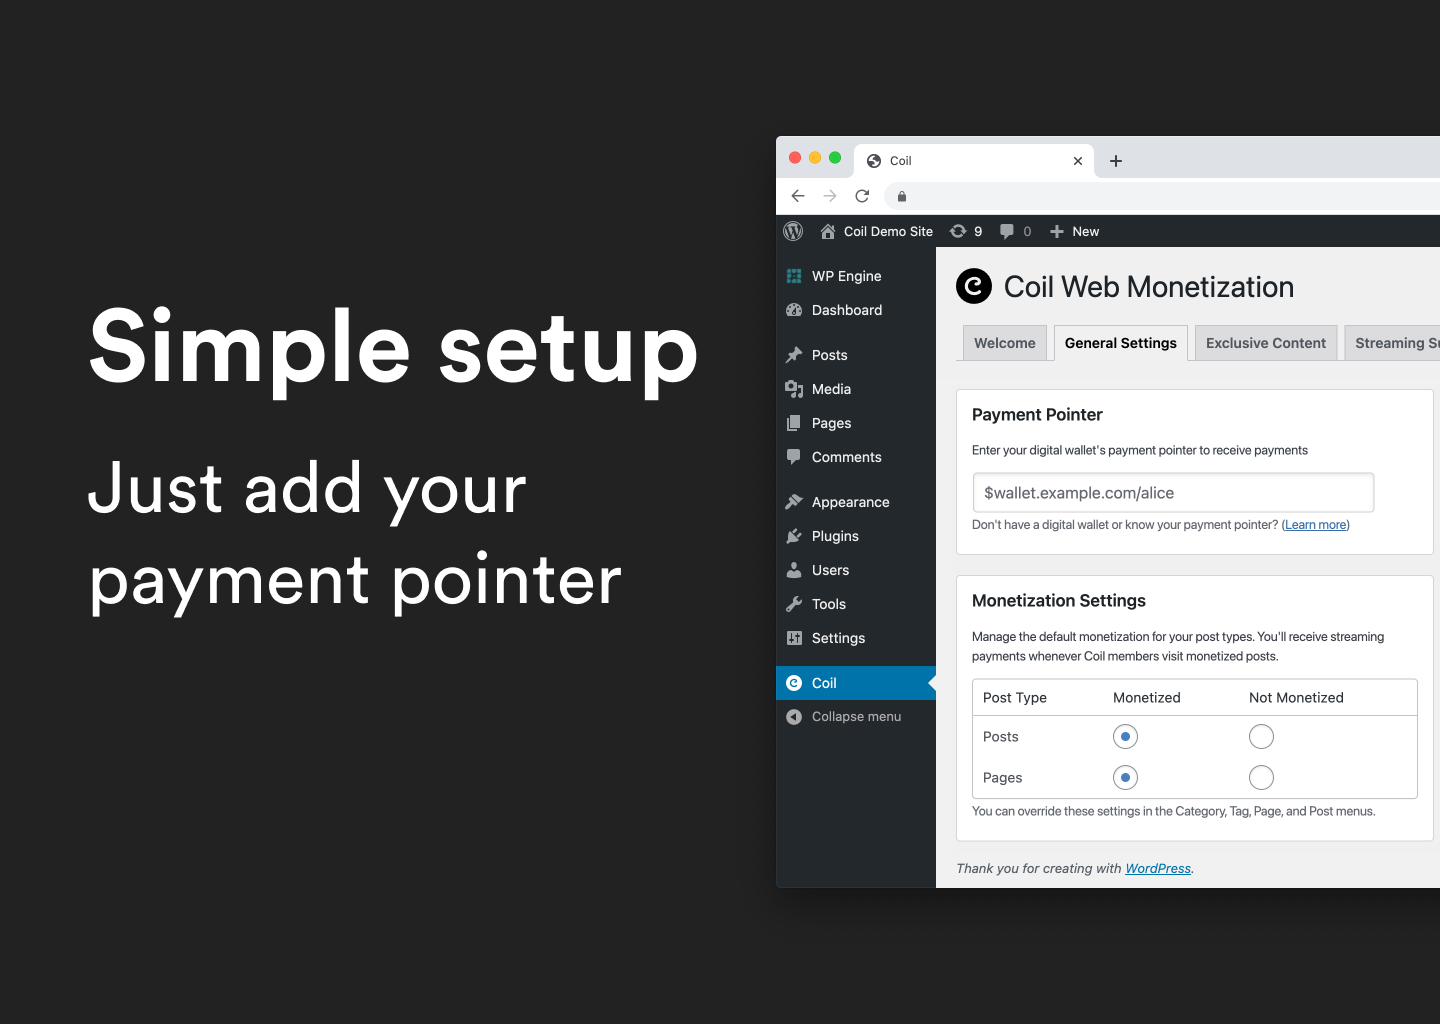 Simple setup
Just add your
payment pointer
Coil
Coil Demo Site
9
0
New
WP Engine
Dashboard
Posts
Media
Pages
Comments
Appearance
Plugins
Users
Tools
Settings
Coil
Collapse menu
Coil Web Monetization
Welcome
General Settings
Exclusive Content
Streaming
Payment Pointer
Enter your digital wallet's payment pointer to receive payments
$wallet.example.com/alice
Don't have a digital wallet or know your payment pointer? (Learn more)
Monetization Settings
Manage the default monetization for your post types. You'll receive streaming
payments whenever Coil members visit monetized posts.
Post Type Monetized Not Monetized
Posts
Pages
You can override these settings in the Category, Tag, Page, and Post menus.
Thank you for creating with WordPress.